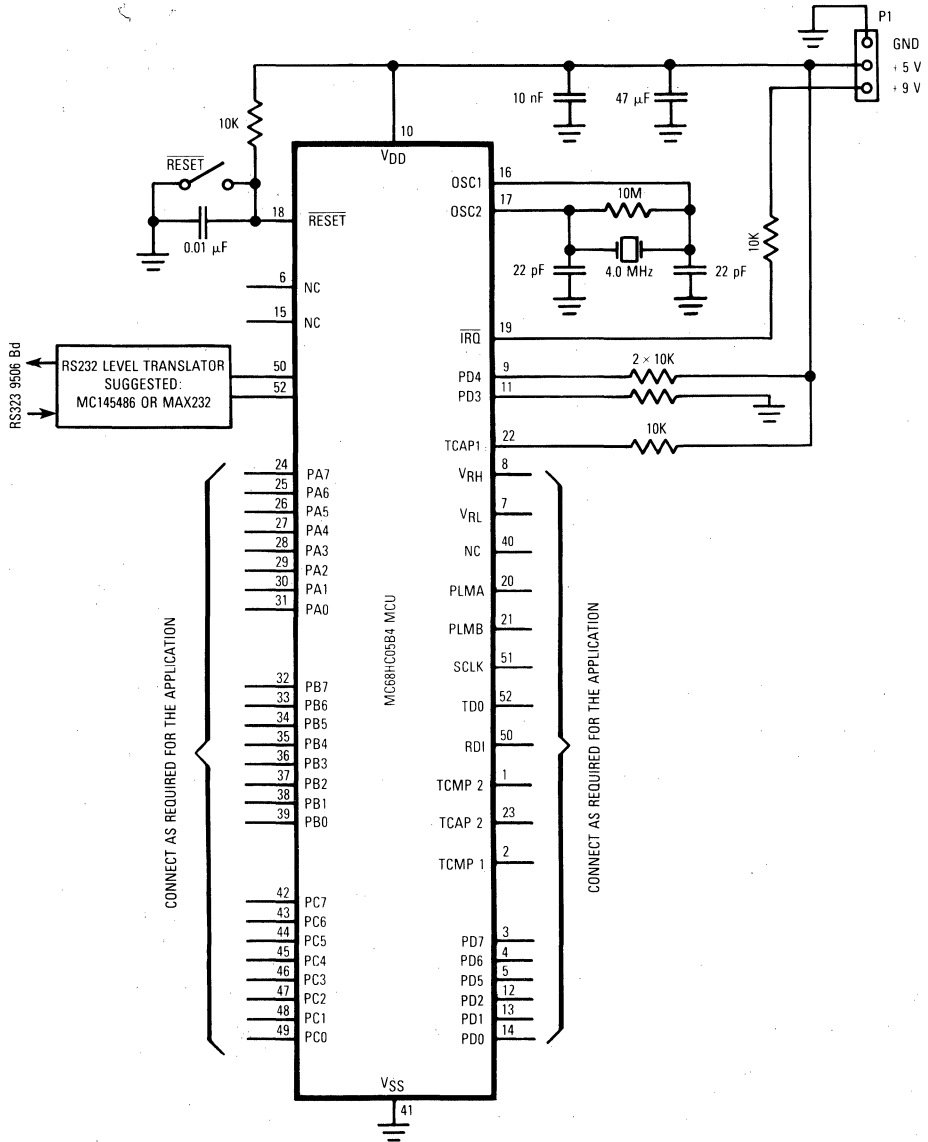 P1
GND
+ 5 V
+ 9 V
10 nF
47 µF
10K
10
VDD
RESET
16
OSC1
17
OSC2
10M
18
RESET
0.01 µF
22 pF
4.0 MHz
22 pF
10K
6
NC
15
NC
19
IRQ
RS323 9506 Bd
RS232 LEVEL TRANSLATOR
SUGGESTED:
MC145486 OR MAX232
50
52
9
PD4
2 × 10K
11
PD3
22
TCAP1
10K
24 PA7
25 PA6
26 PA5
27 PA4
28 PA3
29 PA2
30 PA1
31 PA0
32 PB7
33 PB6
34 PB5
35 PB4
36 PB3
37 PB2
38 PB1
39 PB0
42 PC7
43 PC6
44 PC5
45 PC4
46 PC3
47 PC2
48 PC1
49 PC0
CONNECT AS REQUIRED FOR THE APPLICATION
MC68HC05B4 MCU
VRH 8
VRL 7
NC 40
PLMA 20
PLMB 21
SCLK 51
TD0 52
RDI 50
TCMP 2 1
TCAP 2 23
TCMP 1 2
PD7 3
PD6 4
PD5 5
PD2 12
PD1 13
PD0 14
CONNECT AS REQUIRED FOR THE APPLICATION
VSS
41